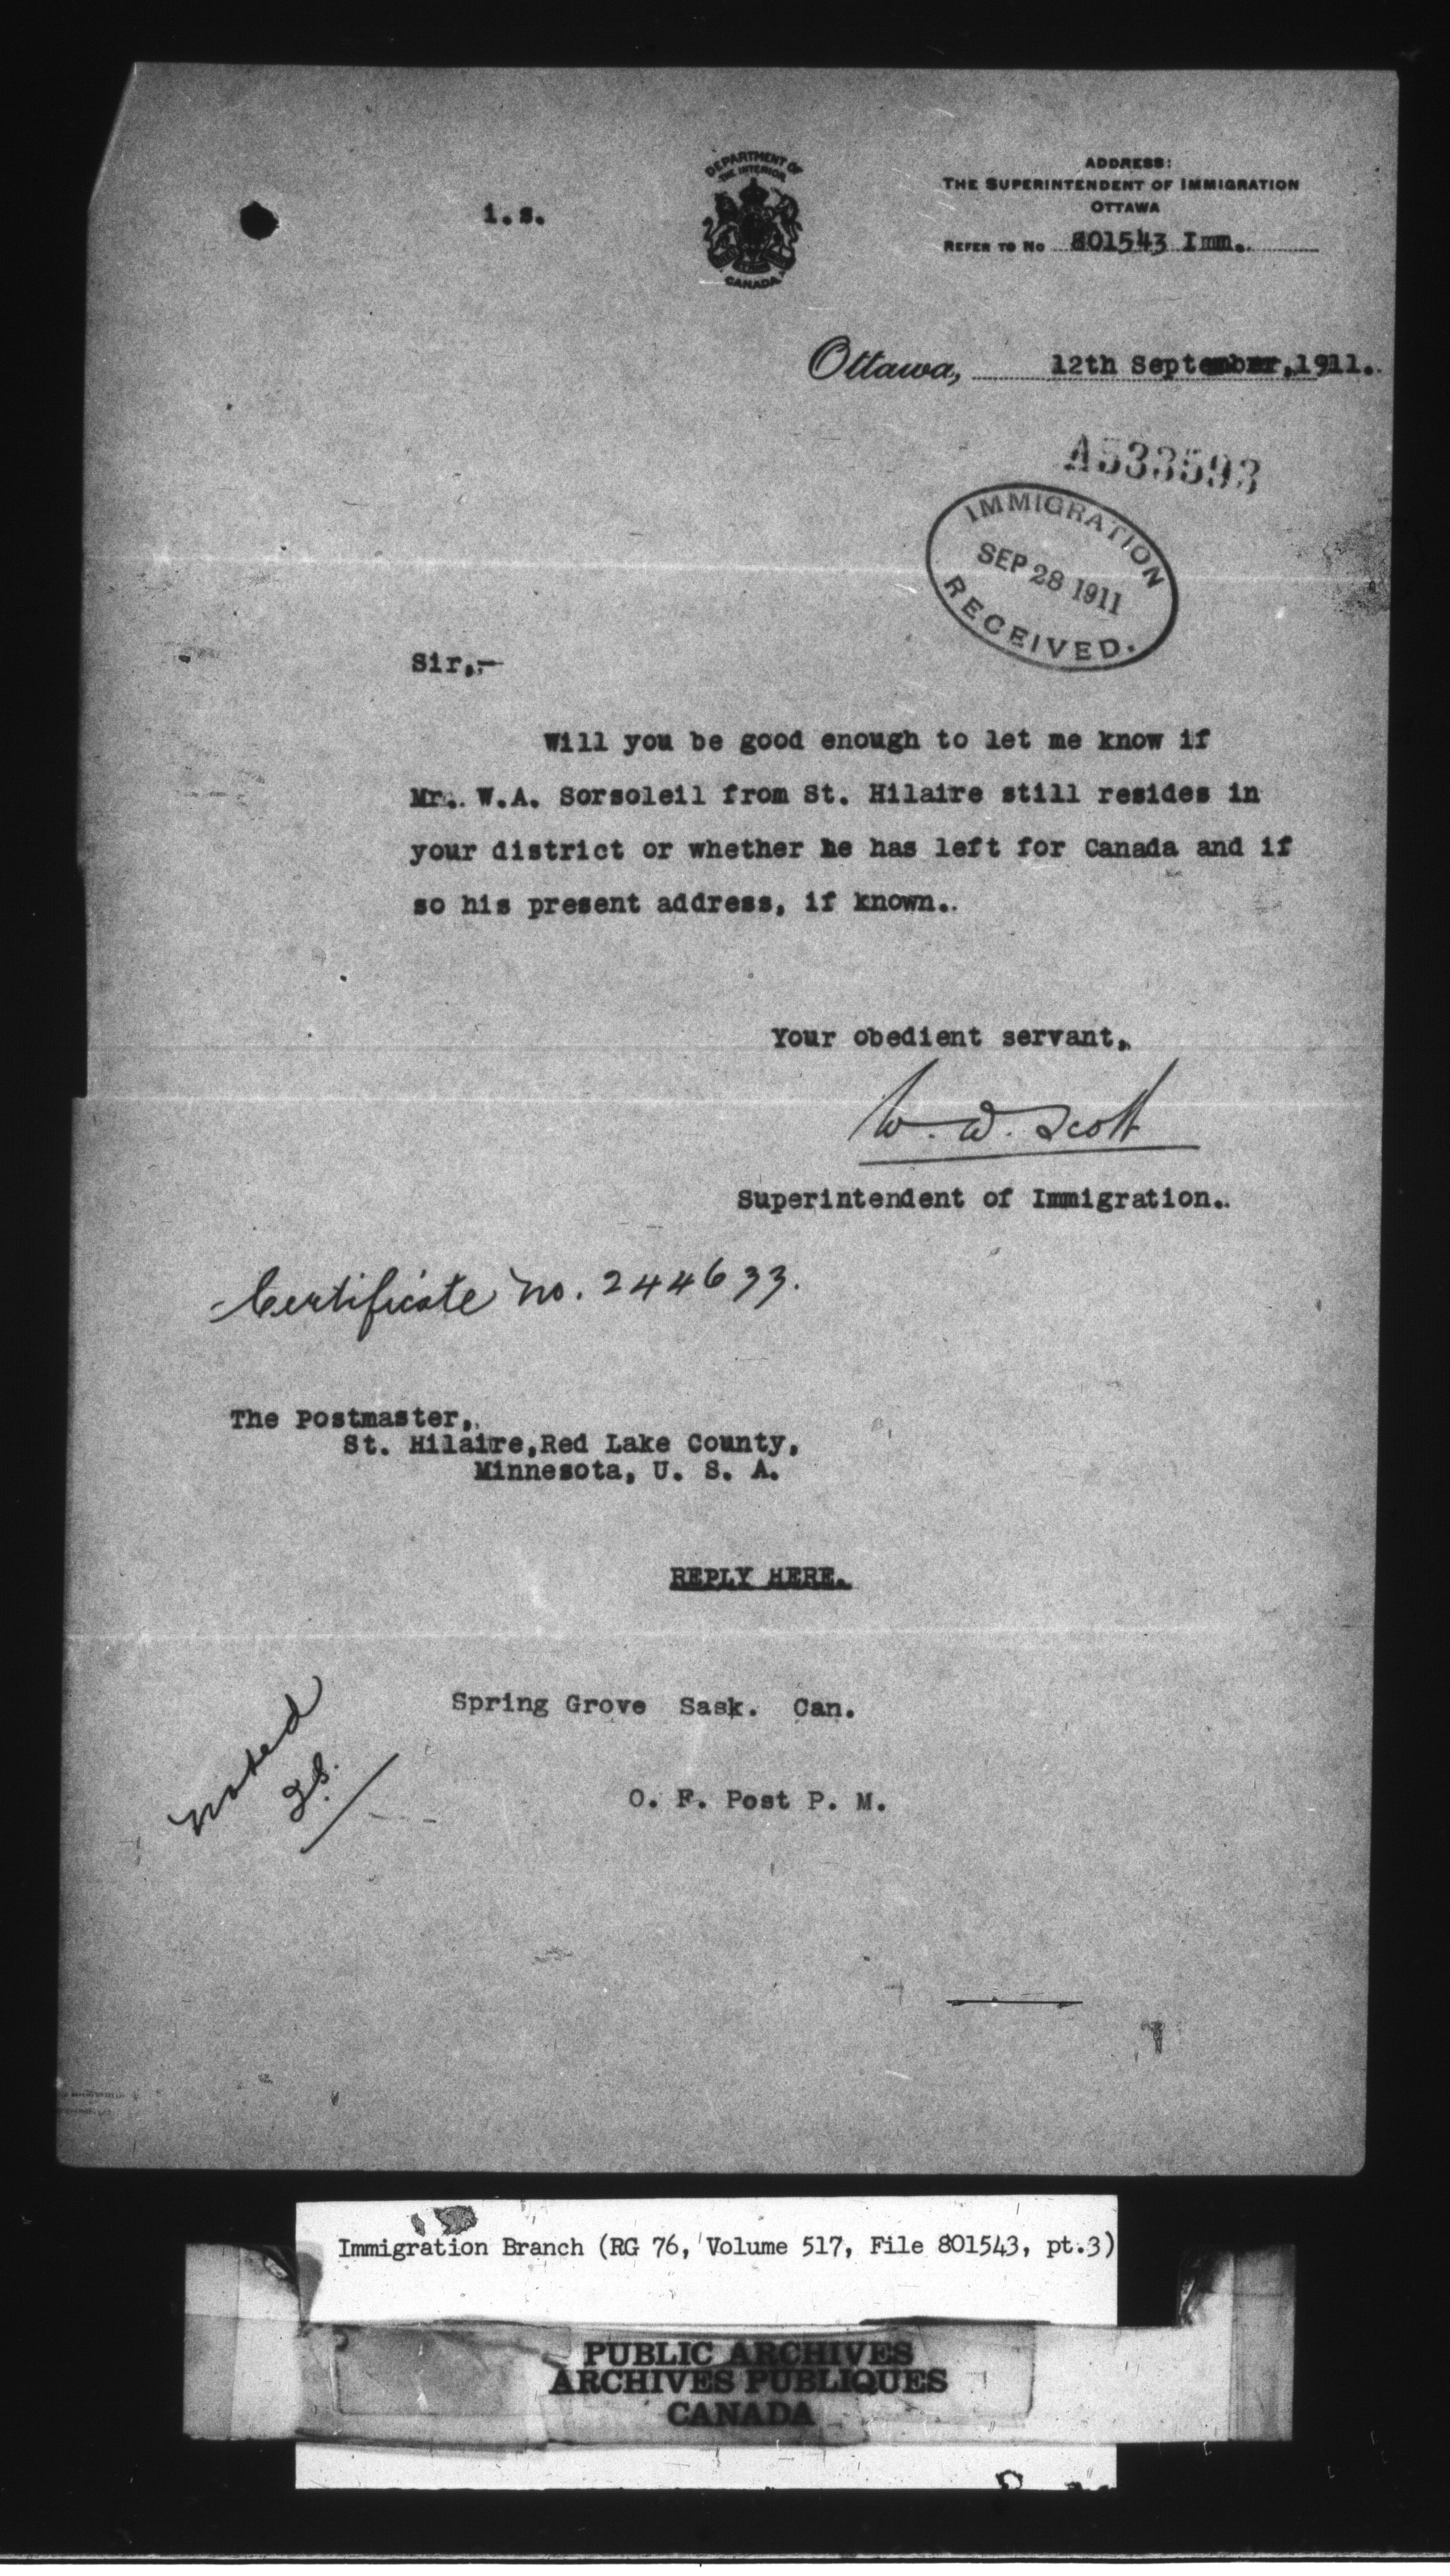 i.s.
DEPARTMENT OF
THE INTERIOR
CANADA
ADDRESS:
THE SUPERINTENDENT OF IMMIGRATION
OTTAWA
REFER TO NO 801543 Imm.
Ottawa, 12th September, 1911.
A533593
IMMIGRATION
SEP 28 1911
RECEIVED.
Sir,-
Will you be good enough to let me know if
Mr. W.A. Sorsoleil from St. Hilaire still resides in
your district or whether he has left for Canada and if
so his present address, if known.
Your obedient servant,
W. D. Scott
Superintendent of Immigration.
Certificate No. 244633.
The Postmaster,
St. Hilaire, Red Lake County,
Minnesota, U. S. A.
REPLY HERE.
Spring Grove Sask. Can.
noted
O. F. Post P. M.
Immigration Branch (RG 76, Volume 517, File 801543, pt.3)
PUBLIC ARCHIVES
ARCHIVES PUBLIQUES
CANADA